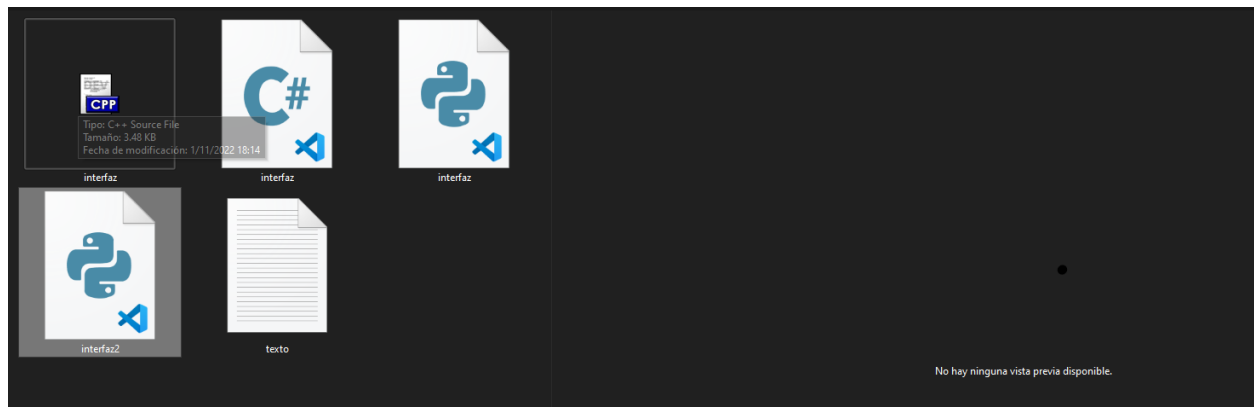 DEV
CPP
C#
Tipo: C++ Source File
Tamaño: 3.48 KB
Fecha de modificación: 1/11/2022 18:14
interfaz
interfaz
interfaz
interfaz2
texto
No hay ninguna vista previa disponible.